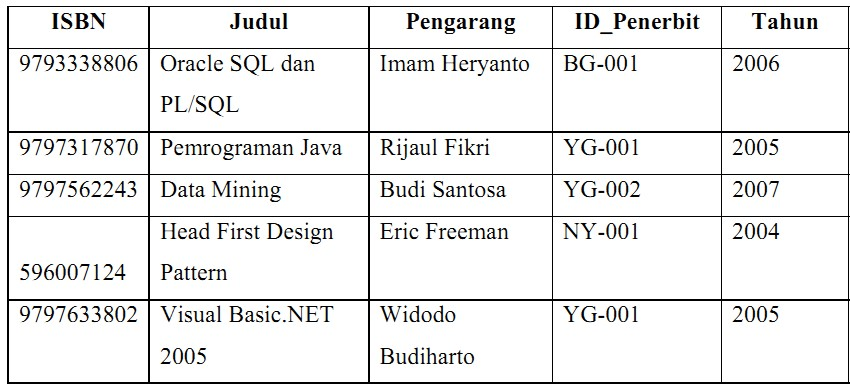 ISBN Judul Pengarang ID_Penerbit Tahun
9793338806 Oracle SQL dan Imam Heryanto BG-001 2006
PL/SQL
9797317870 Pemrograman Java Rijaul Fikri YG-001 2005
9797562243 Data Mining Budi Santosa YG-002 2007
Head First Design Eric Freeman NY-001 2004
596007124 Pattern
9797633802 Visual Basic.NET Widodo YG-001 2005
2005 Budiharto